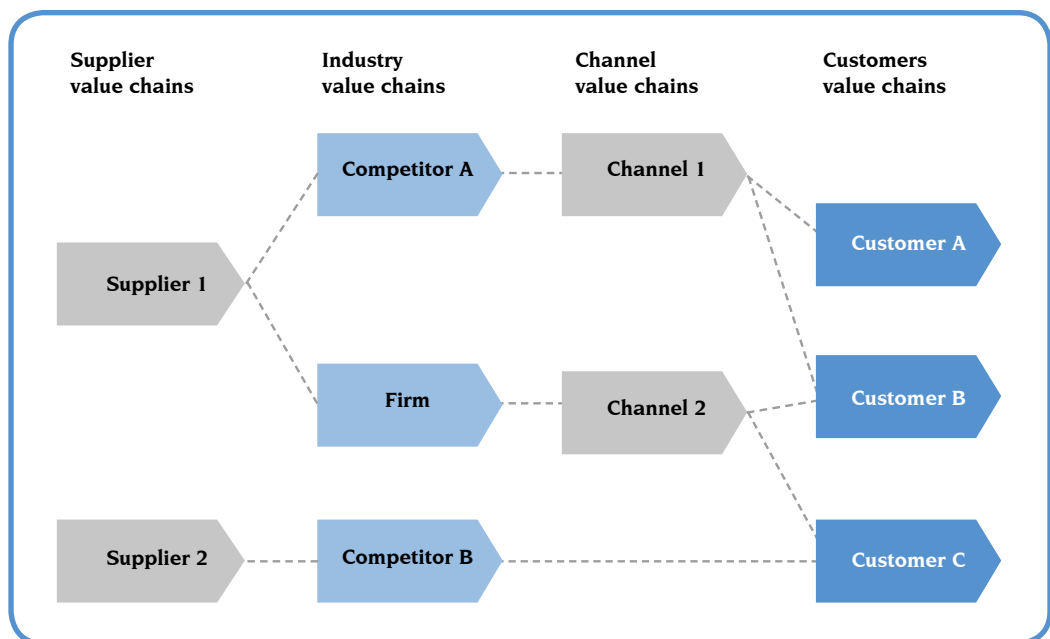 Supplier
value chains
Industry
value chains
Channel
value chains
Customers
value chains
Competitor A
Channel 1
Customer A
Supplier 1
Firm
Channel 2
Customer B
Supplier 2
Competitor B
Customer C